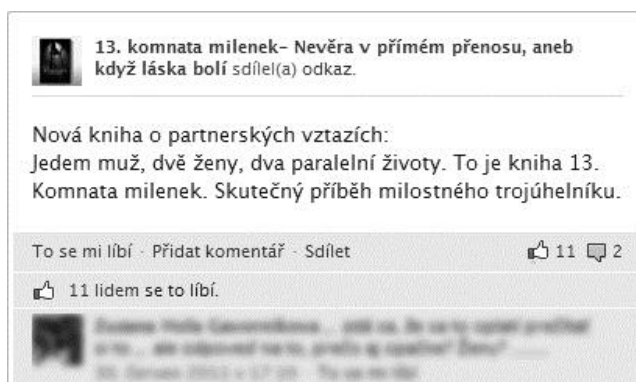 13. komnata milenek– Nevěra v přímém přenosu, aneb
když láska bolí sdílel(a) odkaz.
Nová kniha o partnerských vztazích:
Jedem muž, dvě ženy, dva paralelní životy. To je kniha 13.
Komnata milenek. Skutečný příběh milostného trojúhelníku.
To se mi líbí · Přidat komentář · Sdílet 11 2
11 lidem se to líbí.